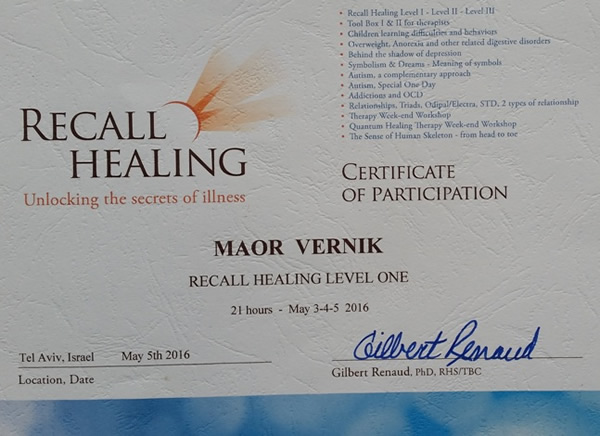 • Recall Healing Level I - Level II - Level III
• Tool Box I & II for therapists
• Children learning difficulties and behaviors
• Overweight, Anorexia and other related digestive disorders
• Behind the shadow of depression
• Symbolism & Dreams - Meaning of symbols
• Autism, a complementary approach
• Autism, Special One Day
• Addictions and OCD
• Relationships, Triads, Odipal/Electra, STD, 2 types of relationship
• Therapy Week-end Workshop
• Quantum Healing Therapy Week-end Workshop
• The Sense of Human Skeleton - from head to toe
RECALL
HEALING
Unlocking the secrets of illness
CERTIFICATE
OF PARTICIPATION
MAOR VERNIK
RECALL HEALING LEVEL ONE
21 hours - May 3-4-5 2016
Tel Aviv, Israel May 5th 2016
Location, Date
Gilbert Renaud
Gilbert Renaud, PhD, RHS/TBC